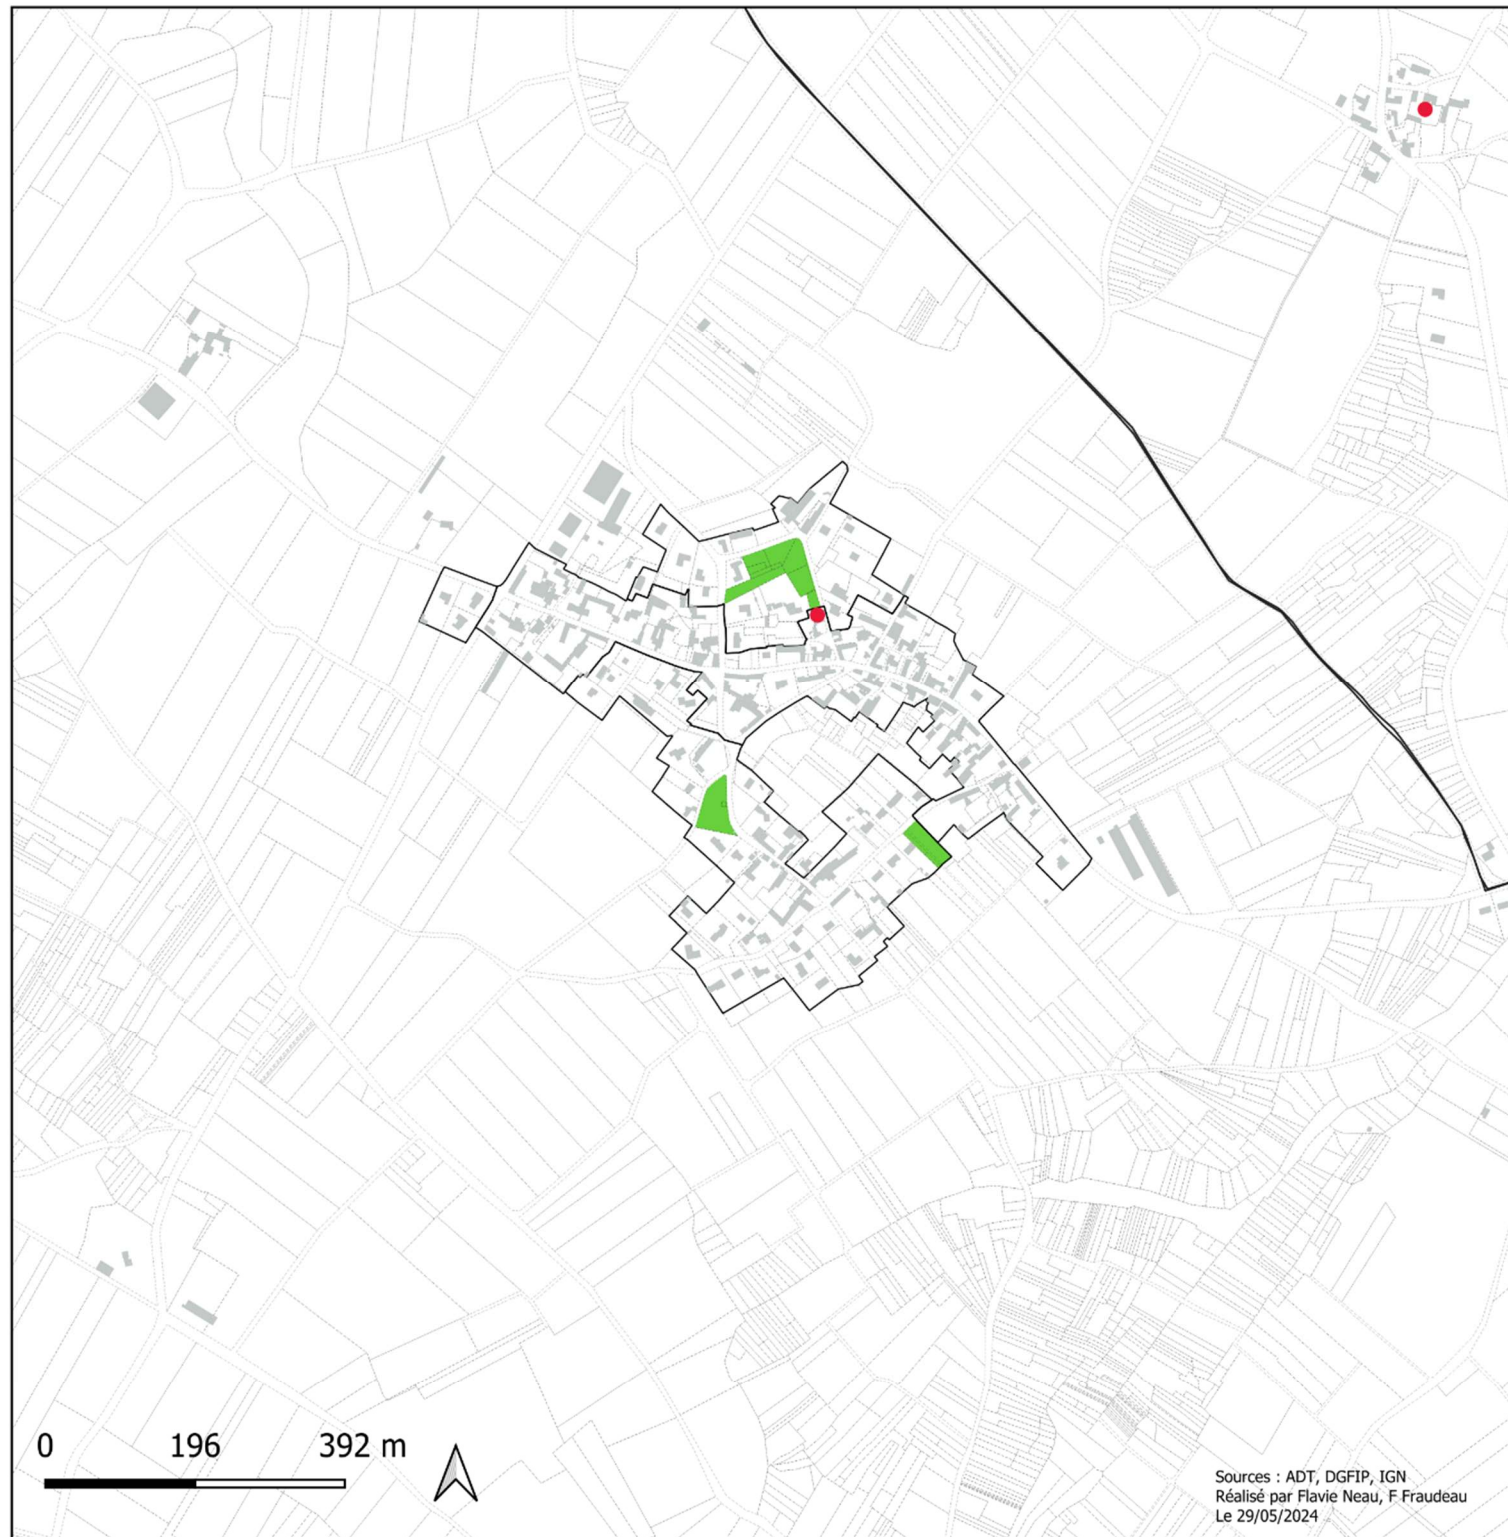 0 196 392 m
Sources : ADT, DGFIP, IGN
Réalisé par Flavie Neau, F Fraudeau
Le 29/05/2024